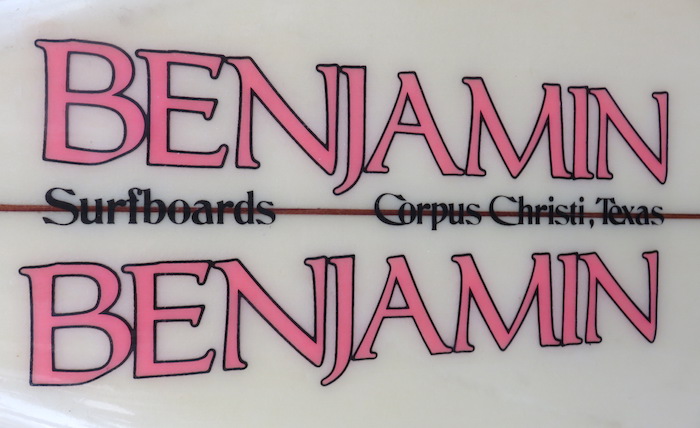 BENJAMIN
Surfboards Corpus Christi, Texas
BENJAMIN